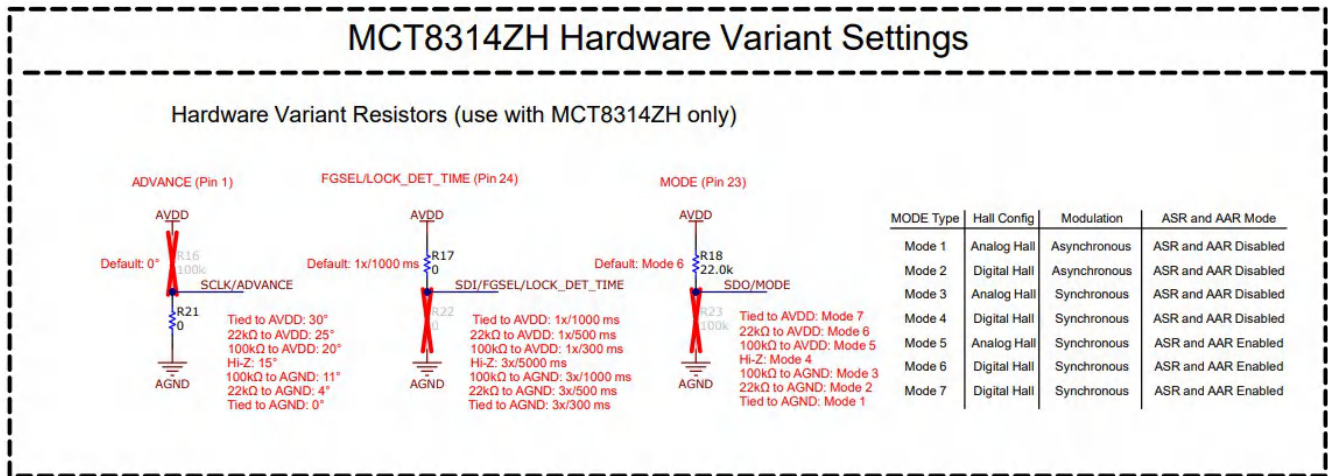 MCT8314ZH Hardware Variant Settings
Hardware Variant Resistors (use with MCT8314ZH only)
ADVANCE (Pin 1)
AVDD
R16
100k
Default: 0°
SCLK/ADVANCE
R21
0
AGND
Tied to AVDD: 30°
22kΩ to AVDD: 25°
100kΩ to AVDD: 20°
Hi-Z: 15°
100kΩ to AGND: 11°
22kΩ to AGND: 4°
Tied to AGND: 0°
FGSEL/LOCK_DET_TIME (Pin 24)
AVDD
R17
0
Default: 1x/1000 ms
SDI/FGSEL/LOCK_DET_TIME
R22
0
AGND
Tied to AVDD: 1x/1000 ms
22kΩ to AVDD: 1x/500 ms
100kΩ to AVDD: 1x/300 ms
Hi-Z: 3x/5000 ms
100kΩ to AGND: 3x/1000 ms
22kΩ to AGND: 3x/500 ms
Tied to AGND: 3x/300 ms
MODE (Pin 23)
AVDD
R18
22.0k
Default: Mode 6
SDO/MODE
R23
100k
AGND
Tied to AVDD: Mode 7
22kΩ to AVDD: Mode 6
100kΩ to AVDD: Mode 5
Hi-Z: Mode 4
100kΩ to AGND: Mode 3
22kΩ to AGND: Mode 2
Tied to AGND: Mode 1
MODE Type Hall Config Modulation ASR and AAR Mode
Mode 1 Analog Hall Asynchronous ASR and AAR Disabled
Mode 2 Digital Hall Asynchronous ASR and AAR Disabled
Mode 3 Analog Hall Synchronous ASR and AAR Disabled
Mode 4 Digital Hall Synchronous ASR and AAR Disabled
Mode 5 Analog Hall Synchronous ASR and AAR Enabled
Mode 6 Digital Hall Synchronous ASR and AAR Enabled
Mode 7 Digital Hall Synchronous ASR and AAR Enabled